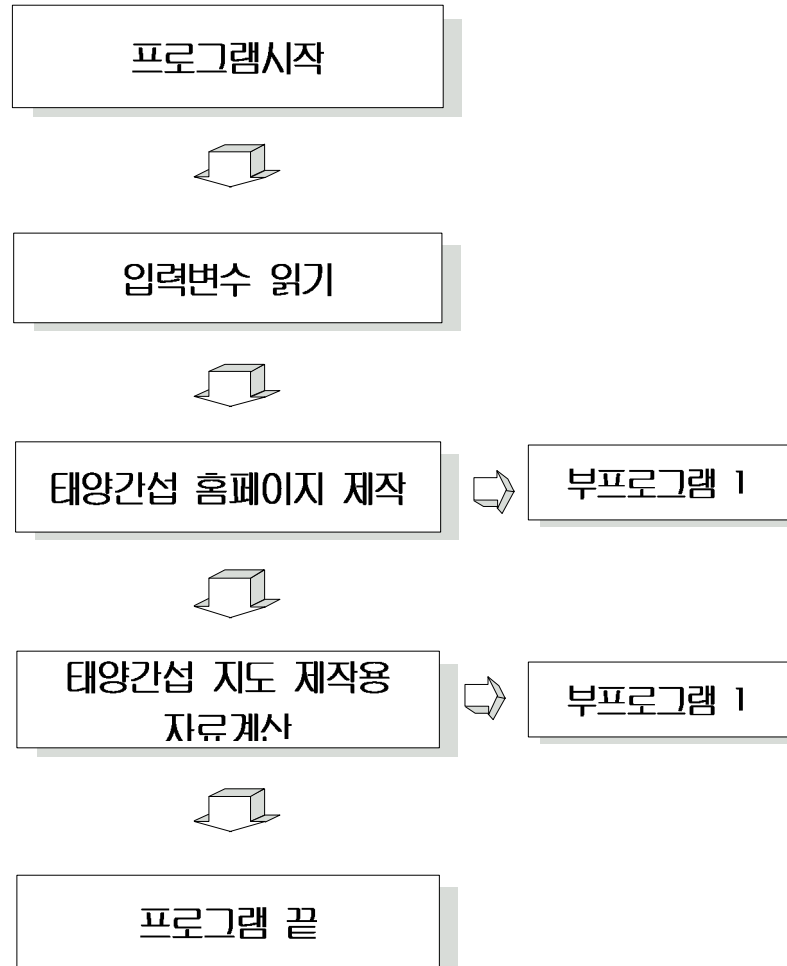 프로그램시작
입력변수 읽기
태양간섭 홈페이지 제작
부프로그램 1
태양간섭 지도 제작용
자료계산
부프로그램 1
프로그램 끝